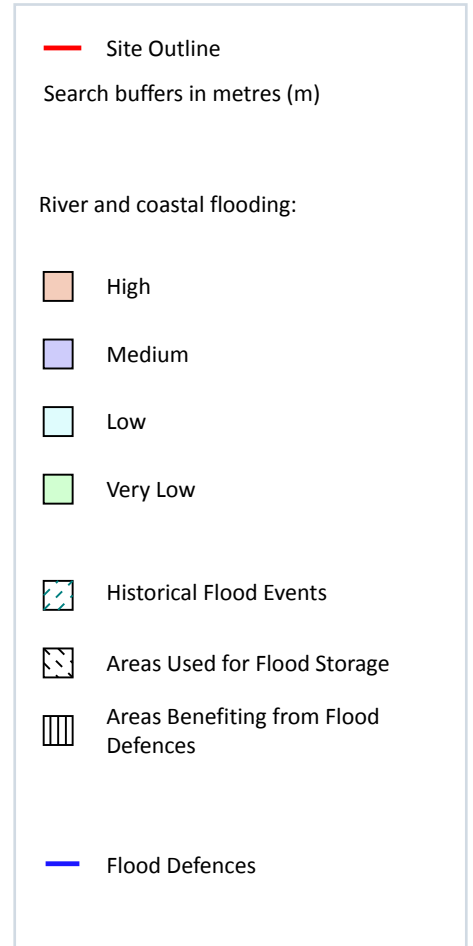 Site Outline
Search buffers in metres (m)
River and coastal flooding:
High
Medium
Low
Very Low
Historical Flood Events
Areas Used for Flood Storage
Areas Benefiting from Flood
Defences
Flood Defences